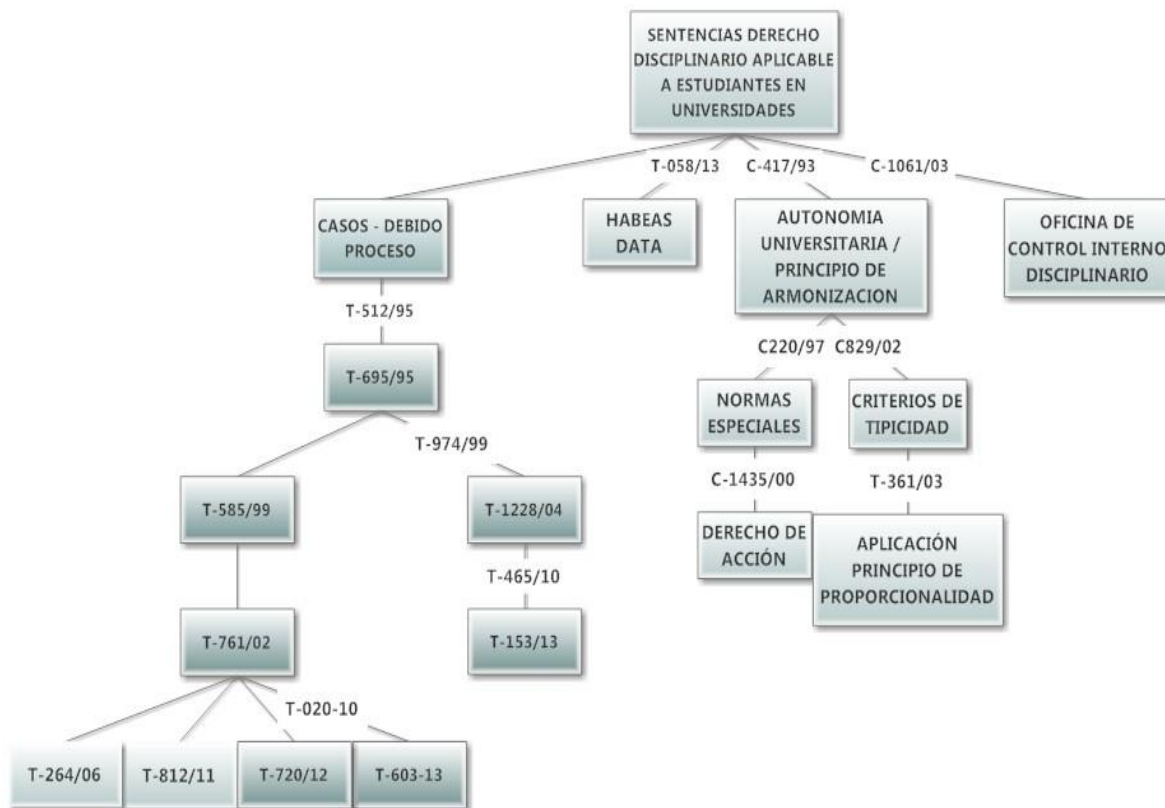 SENTENCIAS DERECHO
DISCIPLINARIO APLICABLE
A ESTUDIANTES EN
UNIVERSIDADES
T-058/13
C-417/93
C-1061/03
CASOS - DEBIDO
PROCESO
HABEAS
DATA
AUTONOMIA
UNIVERSITARIA /
PRINCIPIO DE
ARMONIZACION
OFICINA DE
CONTROL INTERNO
DISCIPLINARIO
T-512/95
C220/97
C829/02
T-695/95
NORMAS
ESPECIALES
CRITERIOS DE
TIPICIDAD
T-974/99
C-1435/00
T-361/03
T-585/99
T-1228/04
DERECHO DE
ACCIÓN
APLICACIÓN
PRINCIPIO DE
PROPORCIONALIDAD
T-465/10
T-761/02
T-153/13
T-020-10
T-264/06
T-812/11
T-720/12
T-603-13